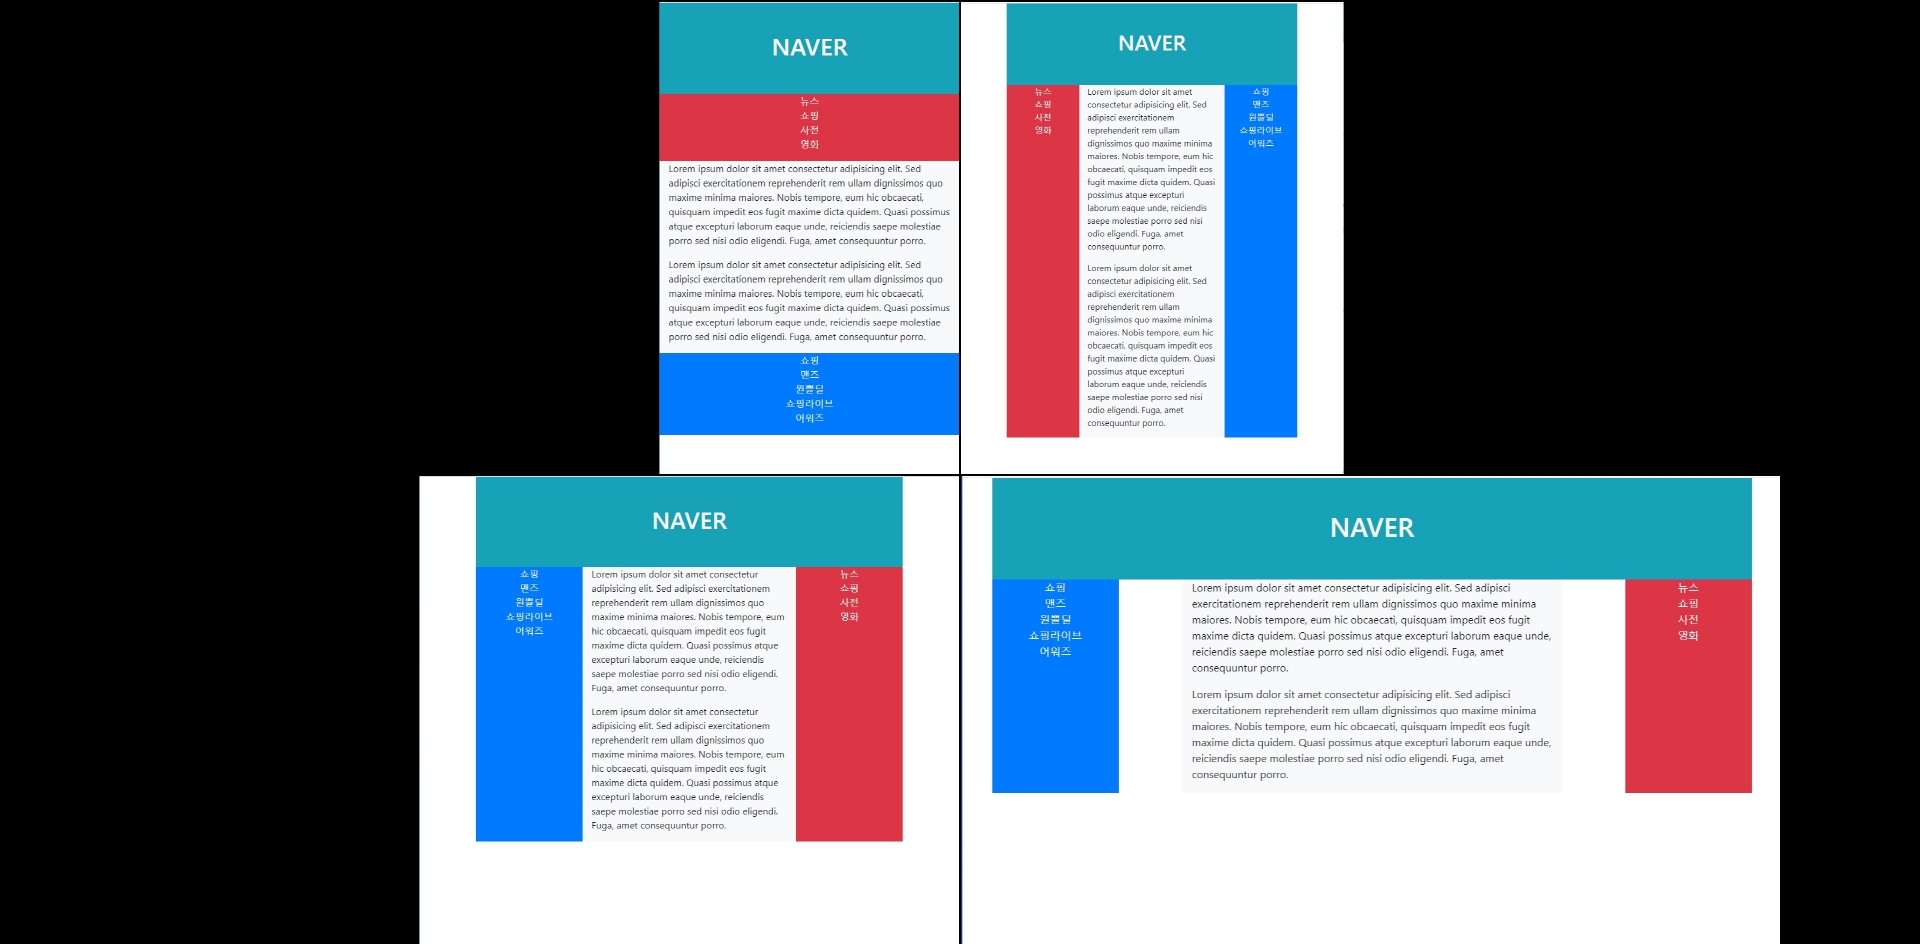 NAVER
뉴스
쇼핑
사전
영화
Lorem ipsum dolor sit amet consectetur adipisicing elit. Sed
adipisci exercitationem reprehenderit rem ullam dignissimos quo
maxime minima maiores. Nobis tempore, eum hic obcaecati,
quisquam impedit eos fugit maxime dicta quidem. Quasi possimus
atque excepturi laborum eaque unde, reiciendis saepe molestiae
porro sed nisi odio eligendi. Fuga, amet consequuntur porro.
Lorem ipsum dolor sit amet consectetur adipisicing elit. Sed
adipisci exercitationem reprehenderit rem ullam dignissimos quo
maxime minima maiores. Nobis tempore, eum hic obcaecati,
quisquam impedit eos fugit maxime dicta quidem. Quasi possimus
atque excepturi laborum eaque unde, reiciendis saepe molestiae
porro sed nisi odio eligendi. Fuga, amet consequuntur porro.
쇼핑
맨즈
원쁠딜
쇼핑라이브
어워즈
NAVER
뉴스
쇼핑
사전
영화
Lorem ipsum dolor sit amet
consectetur adipisicing elit. Sed
adipisci exercitationem
reprehenderit rem ullam
dignissimos quo maxime minima
maiores. Nobis tempore, eum hic
obcaecati, quisquam impedit eos
fugit maxime dicta quidem. Quasi
possimus atque excepturi
laborum eaque unde, reiciendis
saepe molestiae porro sed nisi
odio eligendi. Fuga, amet
consequuntur porro.
Lorem ipsum dolor sit amet
consectetur adipisicing elit. Sed
adipisci exercitationem
reprehenderit rem ullam
dignissimos quo maxime minima
maiores. Nobis tempore, eum hic
obcaecati, quisquam impedit eos
fugit maxime dicta quidem. Quasi
possimus atque excepturi
laborum eaque unde, reiciendis
saepe molestiae porro sed nisi
odio eligendi. Fuga, amet
consequuntur porro.
쇼핑
맨즈
원쁠딜
쇼핑라이브
어워즈
NAVER
쇼핑
맨즈
원쁠딜
쇼핑라이브
어워즈
Lorem ipsum dolor sit amet consectetur
adipisicing elit. Sed adipisci exercitationem
reprehenderit rem ullam dignissimos quo
maxime minima maiores. Nobis tempore, eum
hic obcaecati, quisquam impedit eos fugit
maxime dicta quidem. Quasi possimus atque
excepturi laborum eaque unde, reiciendis
saepe molestiae porro sed nisi odio eligendi.
Fuga, amet consequuntur porro.
Lorem ipsum dolor sit amet consectetur
adipisicing elit. Sed adipisci exercitationem
reprehenderit rem ullam dignissimos quo
maxime minima maiores. Nobis tempore, eum
hic obcaecati, quisquam impedit eos fugit
maxime dicta quidem. Quasi possimus atque
excepturi laborum eaque unde, reiciendis
saepe molestiae porro sed nisi odio eligendi.
Fuga, amet consequuntur porro.
뉴스
쇼핑
사전
영화
NAVER
쇼핑
맨즈
원쁠딜
쇼핑라이브
어워즈
Lorem ipsum dolor sit amet consectetur adipisicing elit. Sed adipisci
exercitationem reprehenderit rem ullam dignissimos quo maxime minima
maiores. Nobis tempore, eum hic obcaecati, quisquam impedit eos fugit
maxime dicta quidem. Quasi possimus atque excepturi laborum eaque unde,
reiciendis saepe molestiae porro sed nisi odio eligendi. Fuga, amet
consequuntur porro.
Lorem ipsum dolor sit amet consectetur adipisicing elit. Sed adipisci
exercitationem reprehenderit rem ullam dignissimos quo maxime minima
maiores. Nobis tempore, eum hic obcaecati, quisquam impedit eos fugit
maxime dicta quidem. Quasi possimus atque excepturi laborum eaque unde,
reiciendis saepe molestiae porro sed nisi odio eligendi. Fuga, amet
consequuntur porro.
뉴스
쇼핑
사전
영화